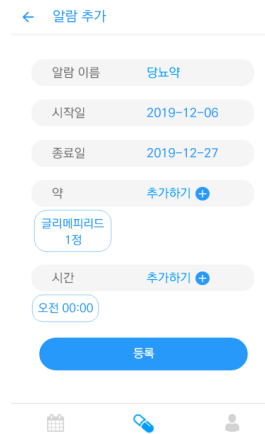 알람 추가
알람 이름 당뇨약
시작일 2019-12-06
종료일 2019-12-27
약 추가하기
글리메피리드
1정
시간 추가하기
오전 00:00
등록